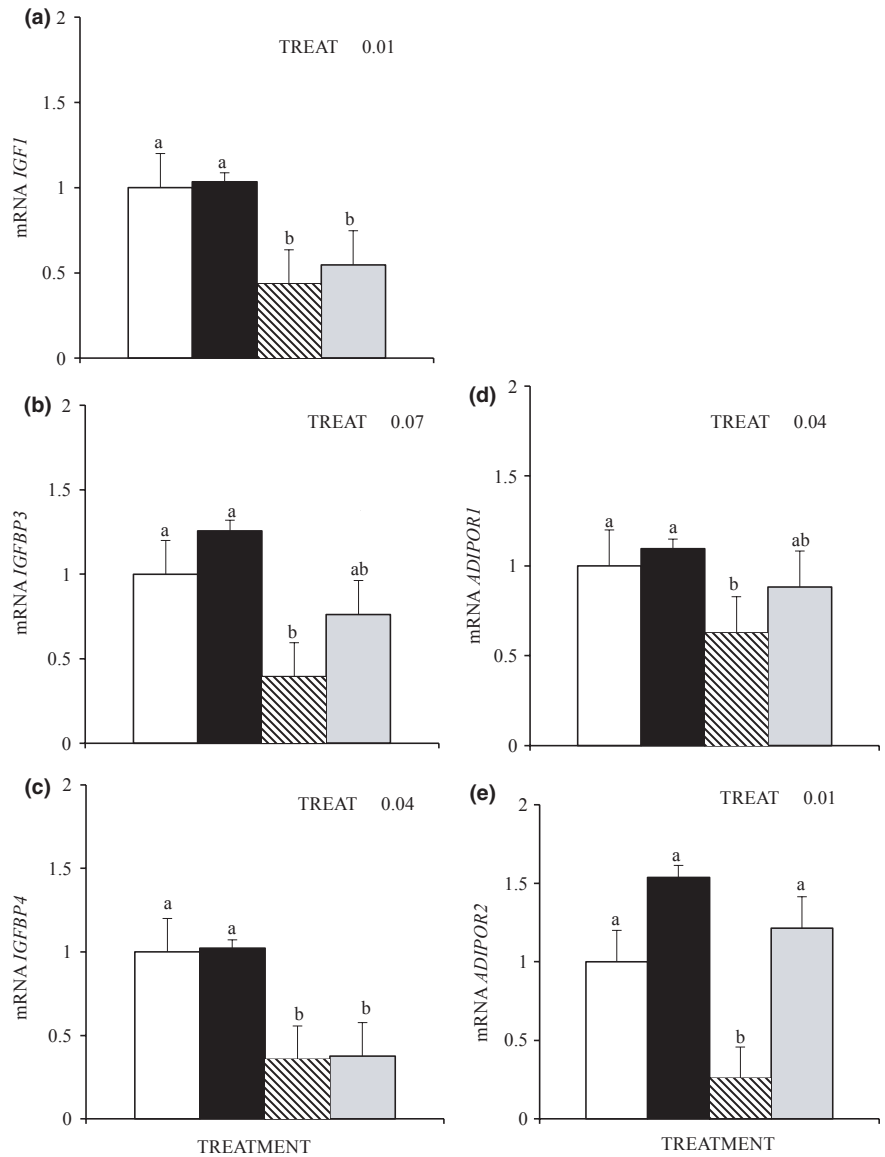 (a)
2
TREAT 0.01
1.5
mRNA IGF1
a
a
1
b
b
0.5
0
(b)
2
TREAT 0.07
1.5
mRNA IGFBP3
a
a
1
ab
b
0.5
0
(c)
2
TREAT 0.04
1.5
mRNA IGFBP4
a
a
1
b
b
0.5
0
TREATMENT
(d)
2
TREAT 0.04
1.5
mRNA ADIPOR1
a
a
ab
1
b
0.5
0
(e)
2
TREAT 0.01
a
1.5
mRNA ADIPOR2
a
a
1
b
0.5
0
TREATMENT